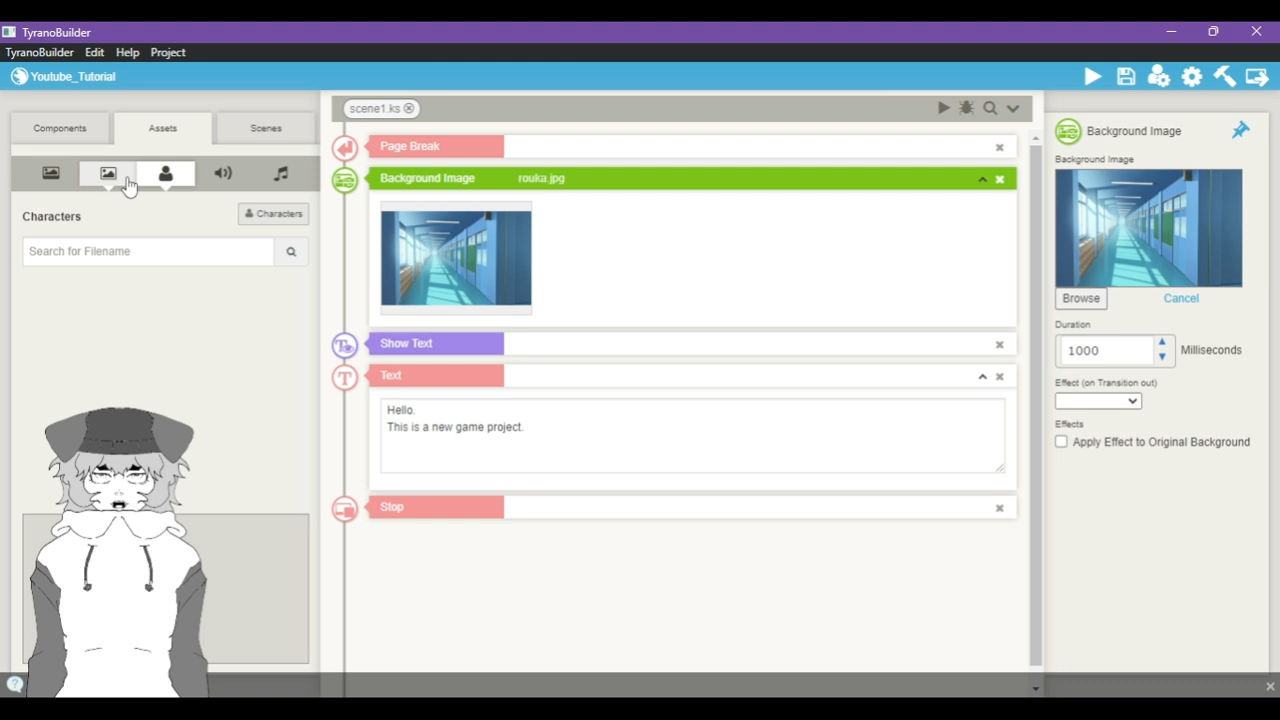 TyranoBuilder
TyranoBuilder Edit Help Project
Youtube_Tutorial
Components Assets Scenes
Characters
Characters
Search for Filename
scene1.ks
Page Break
Background Image rouka.jpg
Show Text
T
Text
Hello.
This is a new game project.
Stop
Background Image
Background Image
Browse Cancel
Duration
1000 Milliseconds
Effect (on Transition out)
Effects
Apply Effect to Original Background